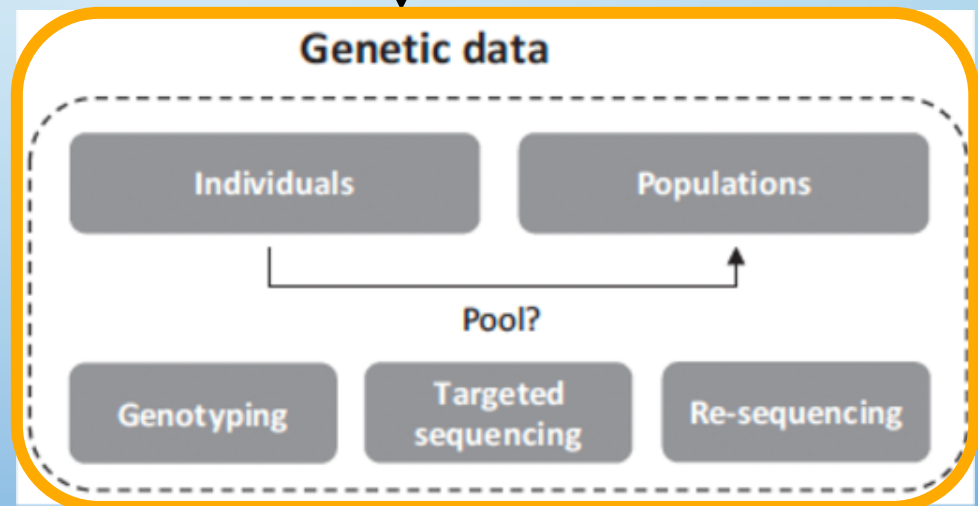 Genetic data
Individuals
Populations
Pool?
Genotyping
Targeted
sequencing
Re-sequencing